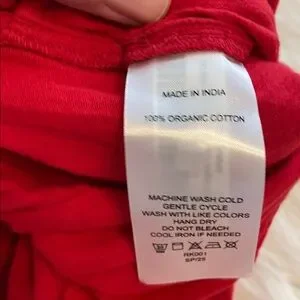 MADE IN INDIA
100% ORGANIC COTTON
MACHINE WASH COLD
GENTLE CYCLE
WASH WITH LIKE COLORS
HANG DRY
DO NOT BLEACH
COOL IRON IF NEEDED
RK001
SP/25